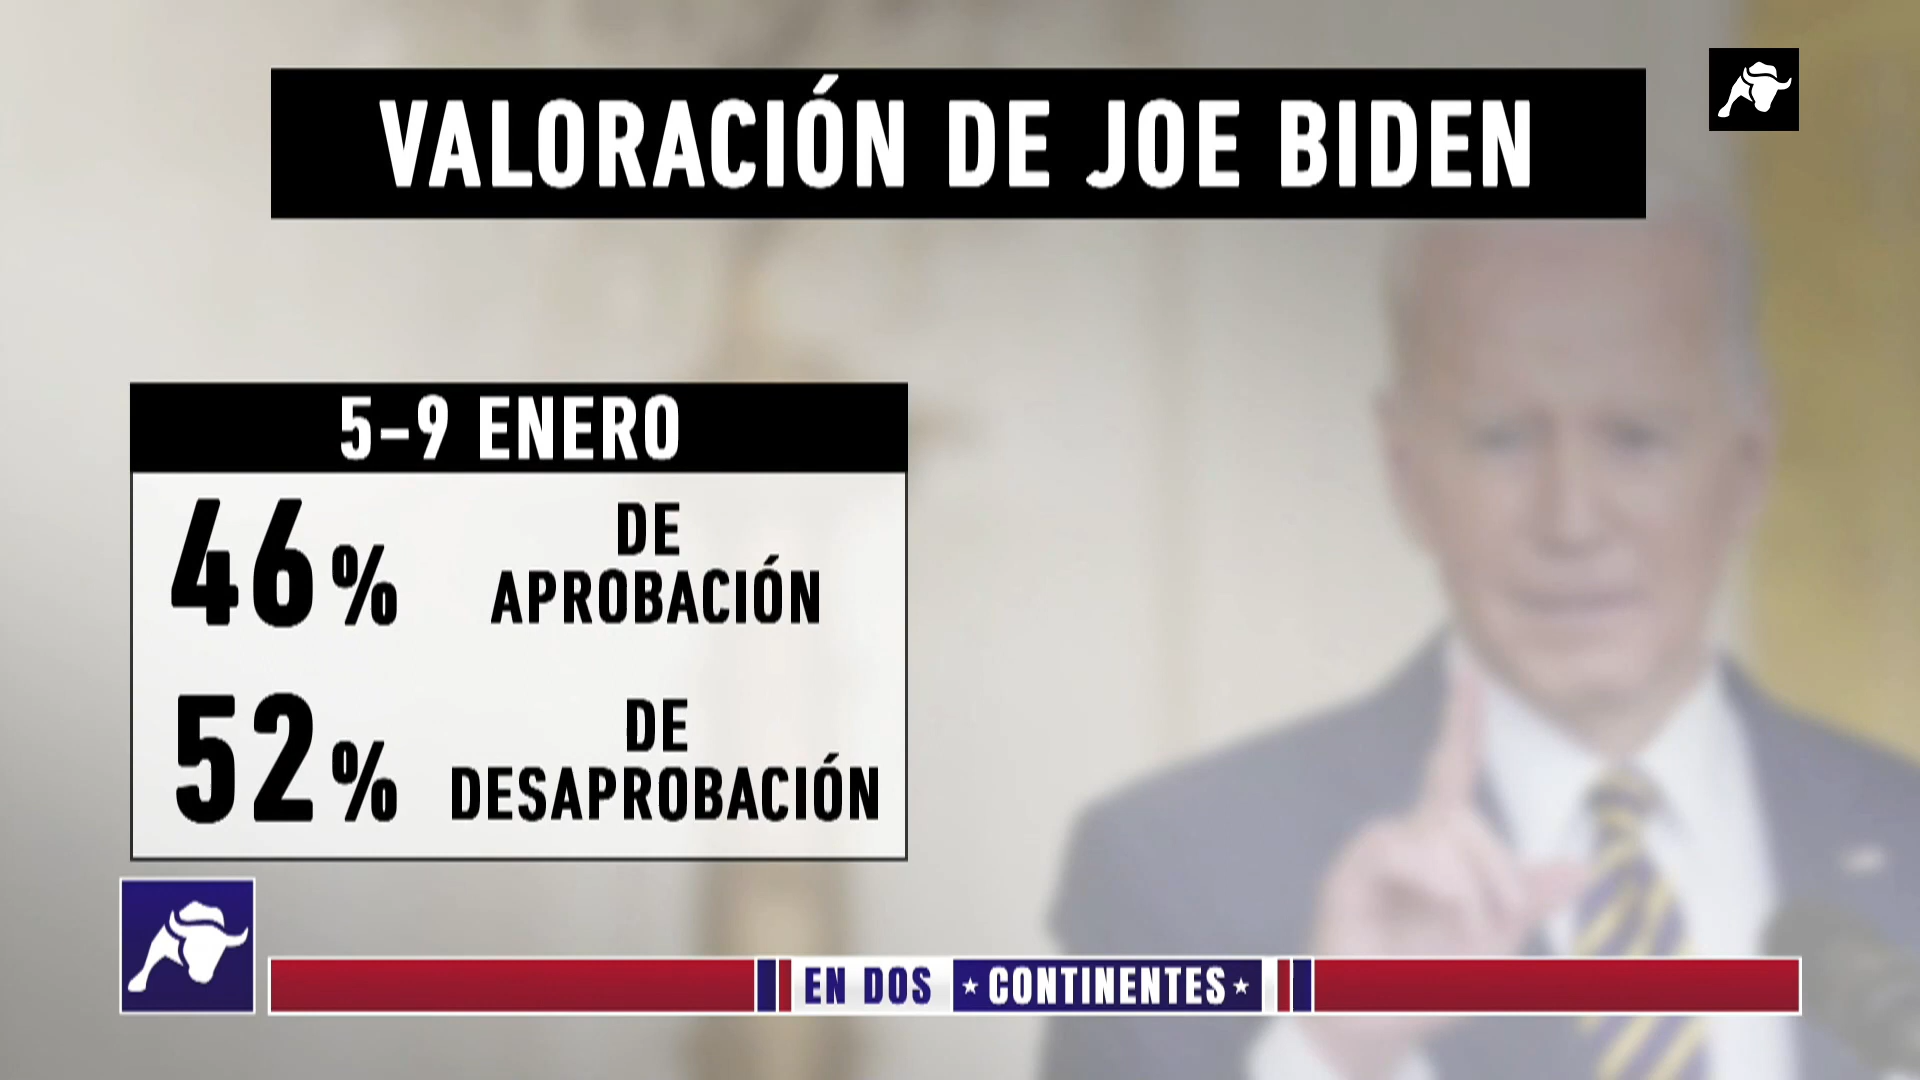 VALORACIÓN DE JOE BIDEN
5-9 ENERO
46% DE
APROBACIÓN
52% DE
DESAPROBACIÓN
EN DOS ★ CONTINENTES ★